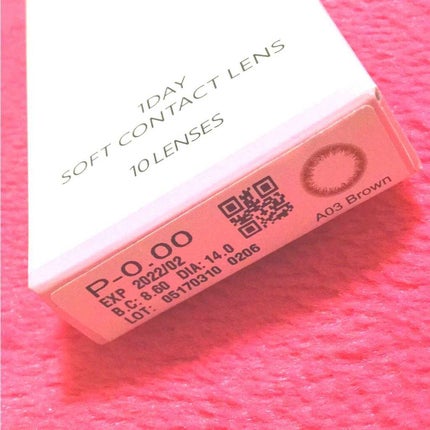 1DAY
SOFT CONTACT LENS
10 LENSES
P-0.00
EXP 2022/02
B C: 8.60 DIA: 14.0
LOT: 05170310 0206
A03 Brown